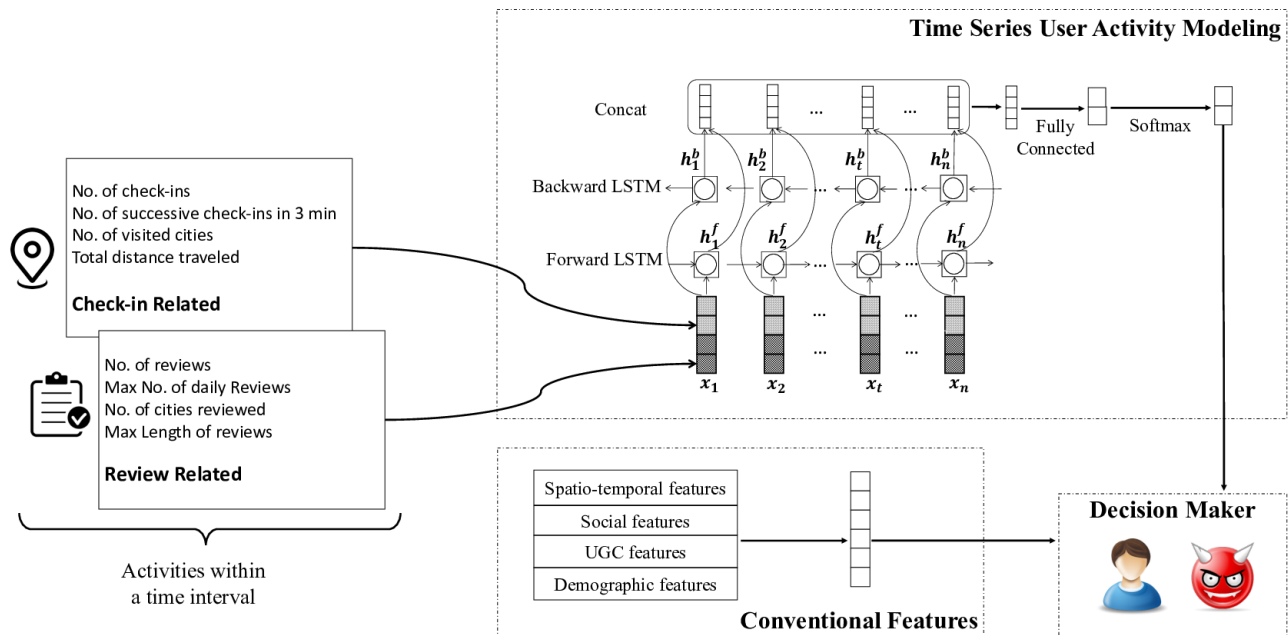 Time Series User Activity Modeling
Concat
... ...
Fully
Connected
Softmax
h_1^b h_2^b h_t^b h_n^b
Backward LSTM
... ...
h_1^f h_2^f h_t^f h_n^f
Forward LSTM
... ...
... ...
... ...
x_1 x_2 x_t x_n
No. of check-ins
No. of successive check-ins in 3 min
No. of visited cities
Total distance traveled
Check-in Related
No. of reviews
Max No. of daily Reviews
No. of cities reviewed
Max Length of reviews
Review Related
Activities within
a time interval
Spatio-temporal features
Social features
UGC features
Demographic features
Conventional Features
Decision Maker